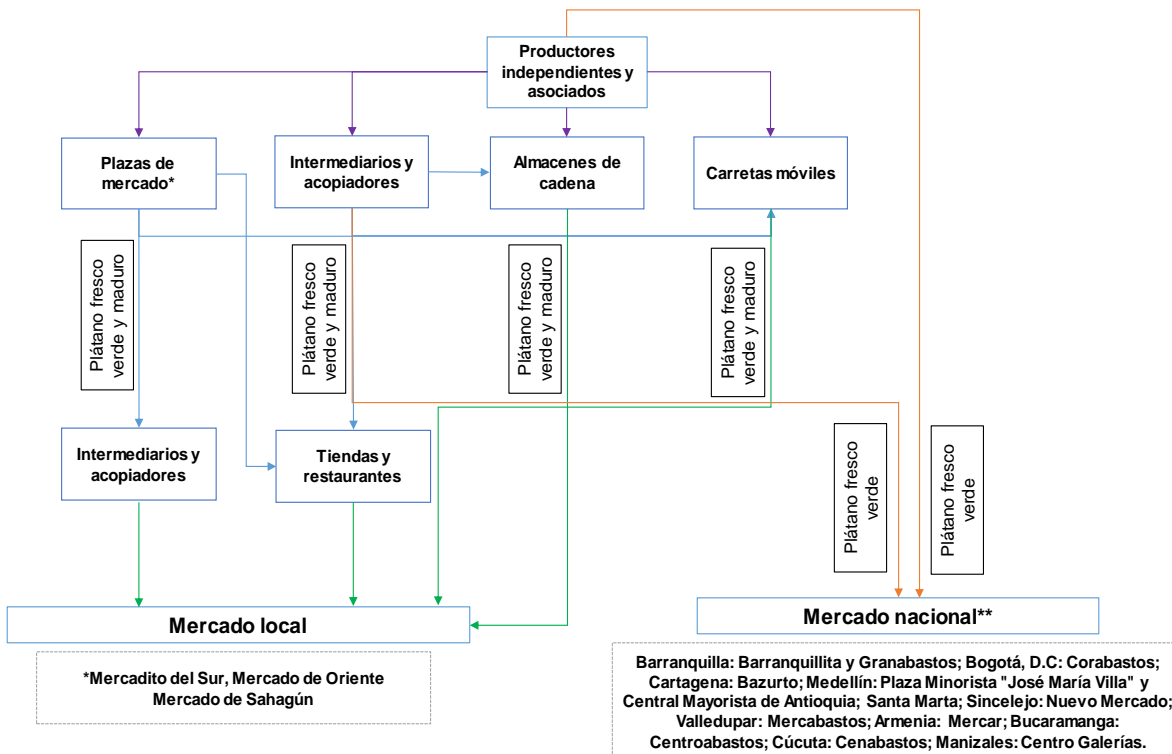 Productores
independientes y
asociados
Plazas de
mercado*
Intermediarios y
acopiadores
Almacenes de
cadena
Carretas móviles
Plátano fresco
verde y maduro
Plátano fresco
verde y maduro
Plátano fresco
verde y maduro
Plátano fresco
verde y maduro
Intermediarios y
acopiadores
Tiendas y
restaurantes
Plátano fresco
verde
Plátano fresco
verde
Mercado local
Mercado nacional**
*Mercadito del Sur, Mercado de Oriente
Mercado de Sahagún
Barranquilla: Barranquillita y Granabastos; Bogotá, D.C: Corabastos;
Cartagena: Bazurto; Medellín: Plaza Minorista "José María Villa" y
Central Mayorista de Antioquia; Santa Marta; Sincelejo: Nuevo Mercado;
Valledupar: Mercabastos; Armenia: Mercar; Bucaramanga:
Centroabastos; Cúcuta: Cenabastos; Manizales: Centro Galerías.